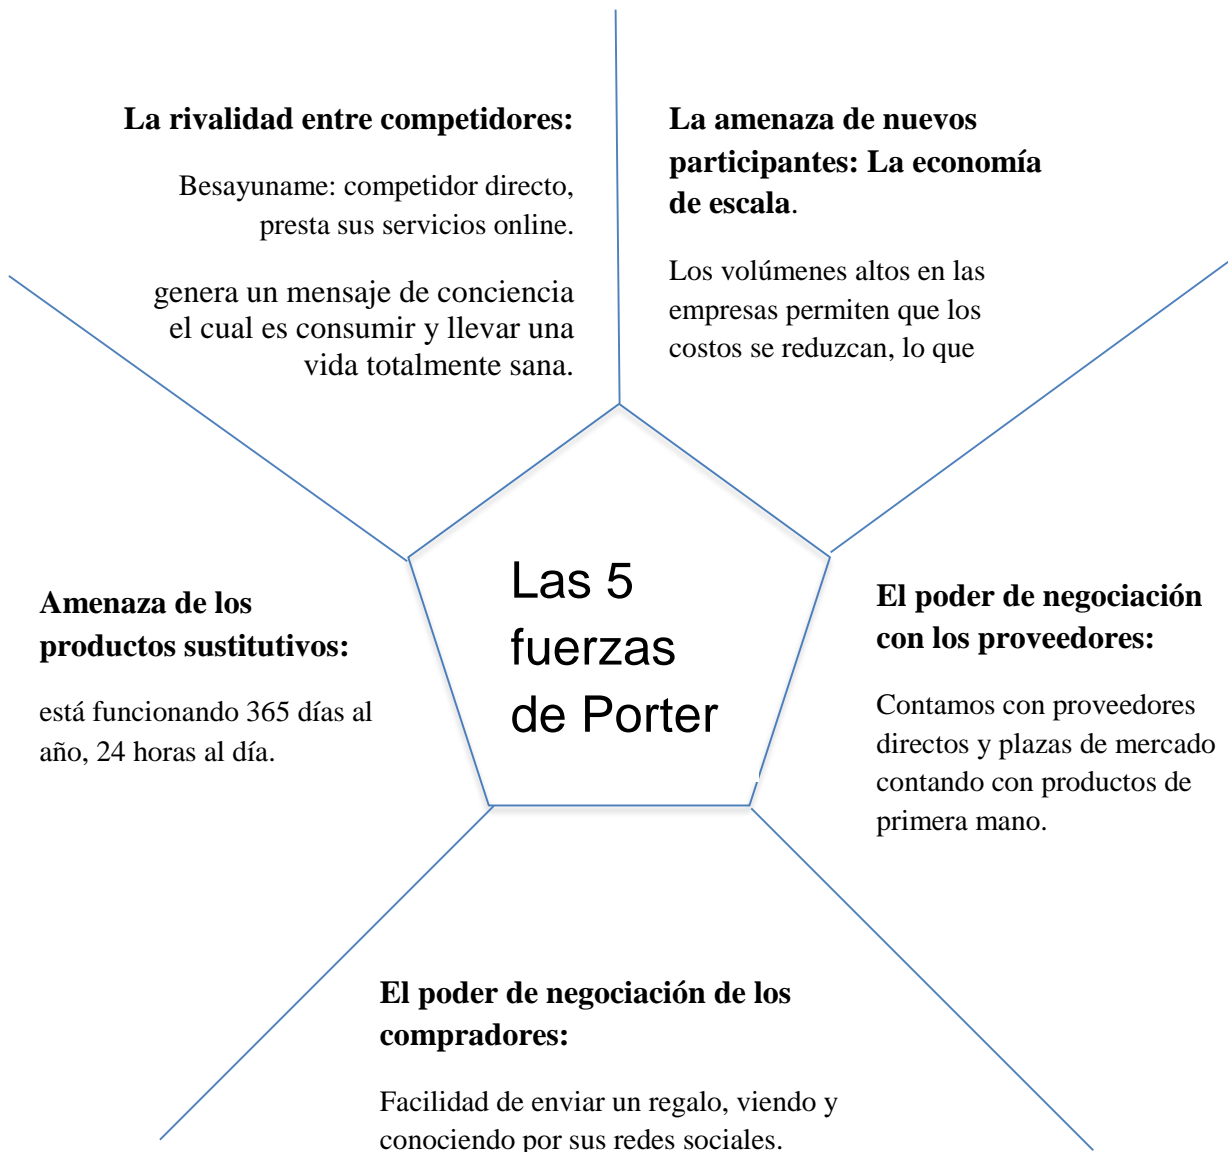 La rivalidad entre competidores:
Besayuname: competidor directo,
presta sus servicios online.
genera un mensaje de conciencia
el cual es consumir y llevar una
vida totalmente sana.
La amenaza de nuevos
participantes: La economía
de escala.
Los volúmenes altos en las
empresas permiten que los
costos se reduzcan, lo que
Amenaza de los
productos sustitutivos:
está funcionando 365 días al
año, 24 horas al día.
Las 5
fuerzas
de Porter
El poder de negociación
con los proveedores:
Contamos con proveedores
directos y plazas de mercado
contando con productos de
primera mano.
El poder de negociación de los
compradores:
Facilidad de enviar un regalo, viendo y
conociendo por sus redes sociales.